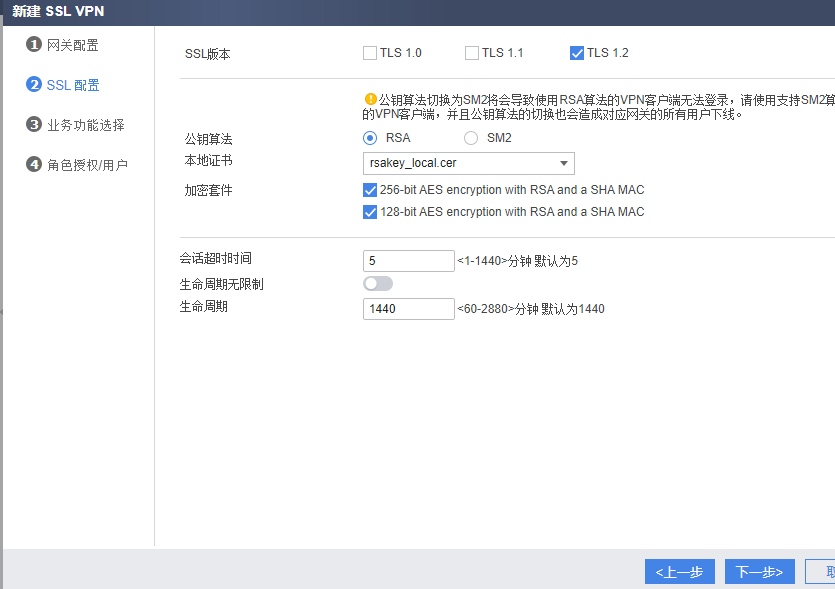 新建 SSL VPN
1 网关配置
2 SSL 配置
3 业务功能选择
4 角色授权/用户
SSL版本 TLS 1.0 TLS 1.1 TLS 1.2
公钥算法切换为SM2将会导致使用RSA算法的VPN客户端无法登录，请使用支持SM2算
的VPN客户端，并且公钥算法的切换也会造成对应网关的所有用户下线。
公钥算法 RSA SM2
本地证书 rsakey_local.cer
加密套件 256-bit AES encryption with RSA and a SHA MAC
128-bit AES encryption with RSA and a SHA MAC
会话超时时间 5 <1-1440>分钟 默认为5
生命周期无限制
生命周期 1440 <60-2880>分钟 默认为1440
<上一步 下一步>